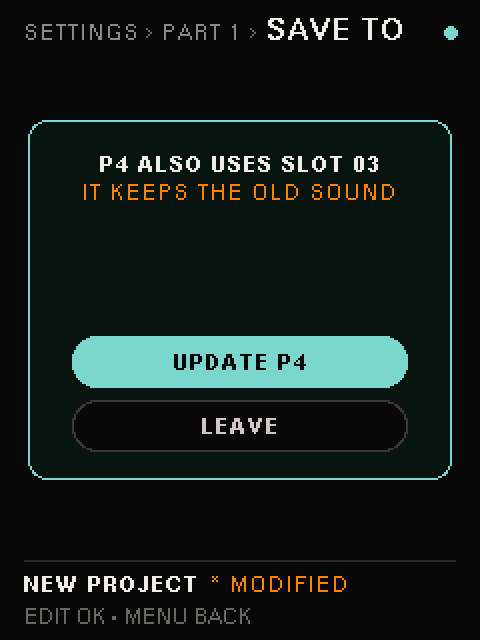 SETTINGS › PART 1 › SAVE TO
P4 ALSO USES SLOT 03
IT KEEPS THE OLD SOUND
UPDATE P4
LEAVE
NEW PROJECT * MODIFIED
EDIT OK · MENU BACK